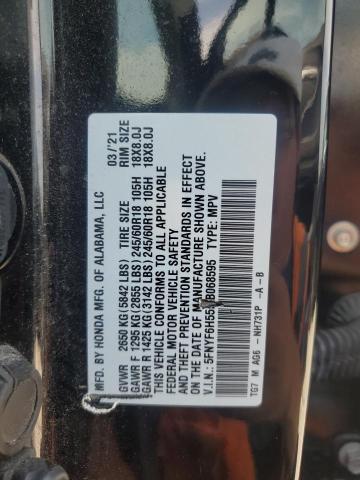 MFD. BY HONDA MFG. OF ALABAMA, LLC 03/'21
GVWR 2650 KG (5842 LBS) TIRE SIZE RIM SIZE
GAWR F 1295 KG (2855 LBS) 245/60R18 105H 18X8.0J
GAWR R 1425 KG (3142 LBS) 245/60R18 105H 18X8.0J
THIS VEHICLE CONFORMS TO ALL APPLICABLE
FEDERAL MOTOR VEHICLE SAFETY
AND THEFT PREVENTION STANDARDS IN EFFECT
ON THE DATE OF MANUFACTURE SHOWN ABOVE.
V.I.N.: TYPE: MPV
TG7 M AG6 -NH731P -A -B